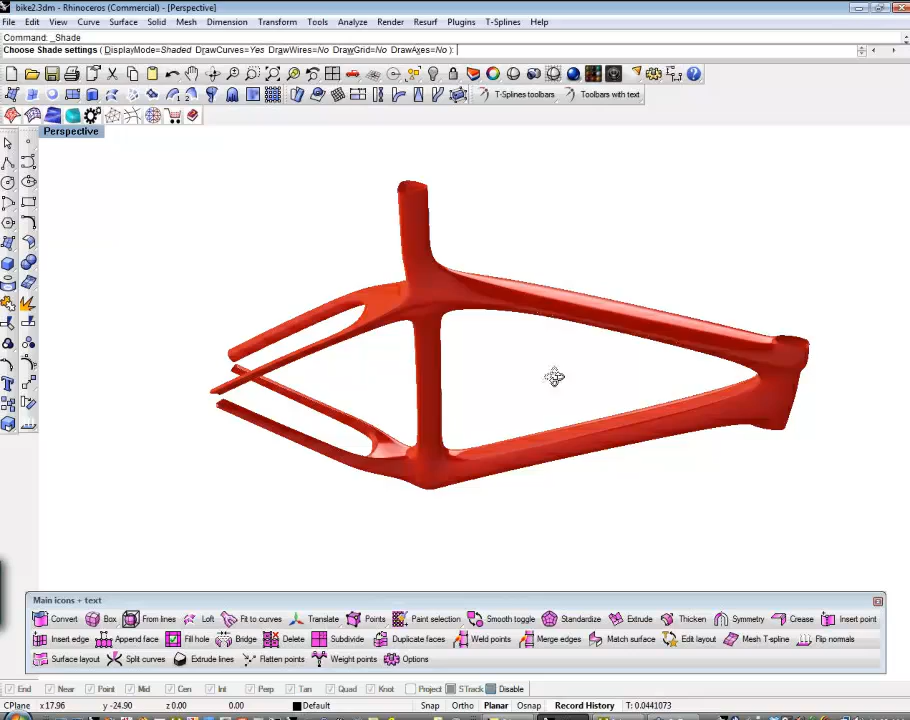 bike2.3dm - Rhinoceros (Commercial) - [Perspective]
File Edit View Curve Surface Solid Mesh Dimension Transform Tools Analyze Render Resurf Plugins T-Splines Help
Command: _Shade
Choose Shade settings ( DisplayMode=Shaded DrawCurves=Yes DrawWires=No DrawGrid=No DrawAxes=No ):
T-Splines toolbars Toolbars with text
Perspective
Main icons + text
Convert Box From lines Loft Fit to curves Translate Points Paint selection Smooth toggle Standardize Extrude Thicken Symmetry Crease Insert point
Insert edge Append face Fill hole Bridge Delete Subdivide Duplicate faces Weld points Merge edges Match surface Edit layout Mesh T-spline Flip normals
Surface layout Split curves Extrude lines Flatten points Weight points Options
End Near Point Mid Cen Int Perp Tan Quad Knot Project STrack Disable
CPlane x 17.96 y -24.90 z 0.00 0.00 Default Snap Ortho Planar Osnap Record History T: 0.0441073